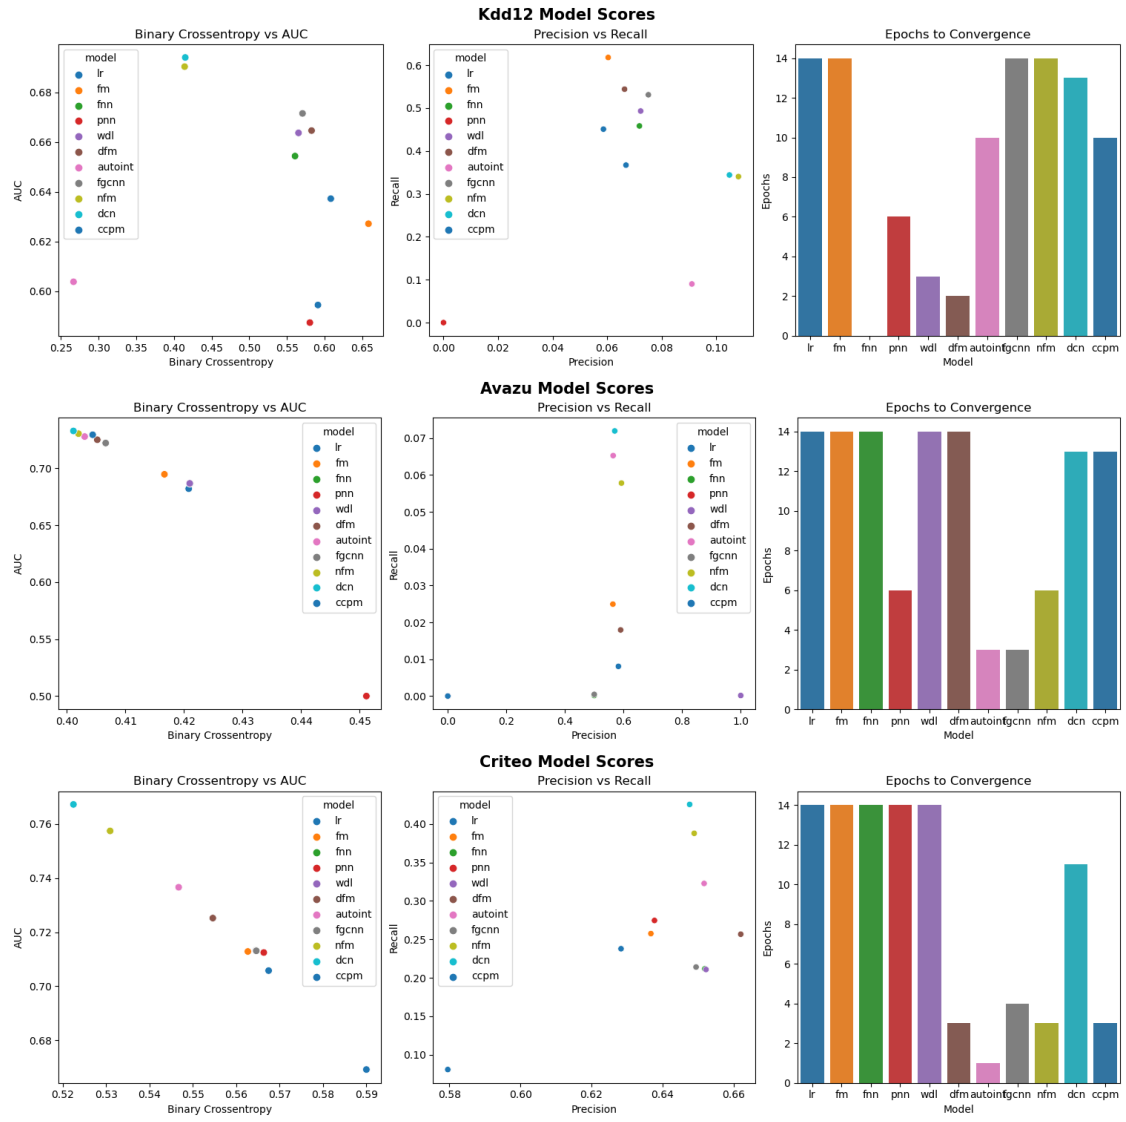 Kdd12 Model Scores
Binary Crossentropy vs AUC
Precision vs Recall
Epochs to Convergence
model
lr
fm
fnn
pnn
wdl
dfm
autoint
fgcnn
nfm
dcn
ccpm
AUC
0.68
0.66
0.64
0.62
0.60
0.25 0.30 0.35 0.40 0.45 0.50 0.55 0.60 0.65
Binary Crossentropy
model
lr
fm
fnn
pnn
wdl
dfm
autoint
fgcnn
nfm
dcn
ccpm
Recall
0.6
0.5
0.4
0.3
0.2
0.1
0.0
0.00 0.02 0.04 0.06 0.08 0.10
Precision
Epochs
14
12
10
8
6
4
2
0
lr fm fnn pnn wdl dfm autoint fgcnn nfm dcn ccpm
Model
Avazu Model Scores
Binary Crossentropy vs AUC
Precision vs Recall
Epochs to Convergence
AUC
0.70
0.65
0.60
0.55
0.50
model
lr
fm
fnn
pnn
wdl
dfm
autoint
fgcnn
nfm
dcn
ccpm
0.40 0.41 0.42 0.43 0.44 0.45
Binary Crossentropy
Recall
0.07
0.06
0.05
0.04
0.03
0.02
0.01
0.00
model
lr
fm
fnn
pnn
wdl
dfm
autoint
fgcnn
nfm
dcn
ccpm
0.0 0.2 0.4 0.6 0.8 1.0
Precision
Epochs
14
12
10
8
6
4
2
0
lr fm fnn pnn wdl dfm autoint fgcnn nfm dcn ccpm
Model
Criteo Model Scores
Binary Crossentropy vs AUC
Precision vs Recall
Epochs to Convergence
AUC
0.76
0.74
0.72
0.70
0.68
model
lr
fm
fnn
pnn
wdl
dfm
autoint
fgcnn
nfm
dcn
ccpm
0.52 0.53 0.54 0.55 0.56 0.57 0.58 0.59
Binary Crossentropy
Recall
0.40
0.35
0.30
0.25
0.20
0.15
0.10
model
lr
fm
fnn
pnn
wdl
dfm
autoint
fgcnn
nfm
dcn
ccpm
0.58 0.60 0.62 0.64 0.66
Precision
Epochs
14
12
10
8
6
4
2
0
lr fm fnn pnn wdl dfm autoint fgcnn nfm dcn ccpm
Model